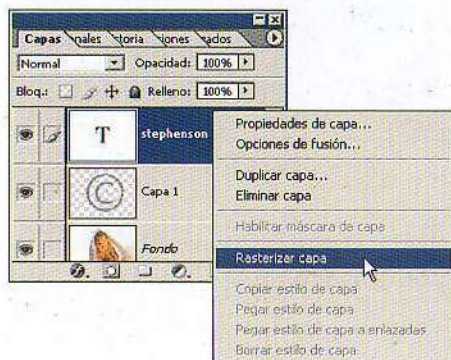 Capas nales storia iones zados
Normal Opacidad: 100%
Bloq.: Relleno: 100%
T stephenson
© Capa 1
Fondo
Propiedades de capa...
Opciones de fusión...
Duplicar capa...
Eliminar capa
Habilitar máscara de capa
Rasterizar capa
Copiar estilo de capa
Pegar estilo de capa
Pegar estilo de capa a enlazadas
Borrar estilo de capa